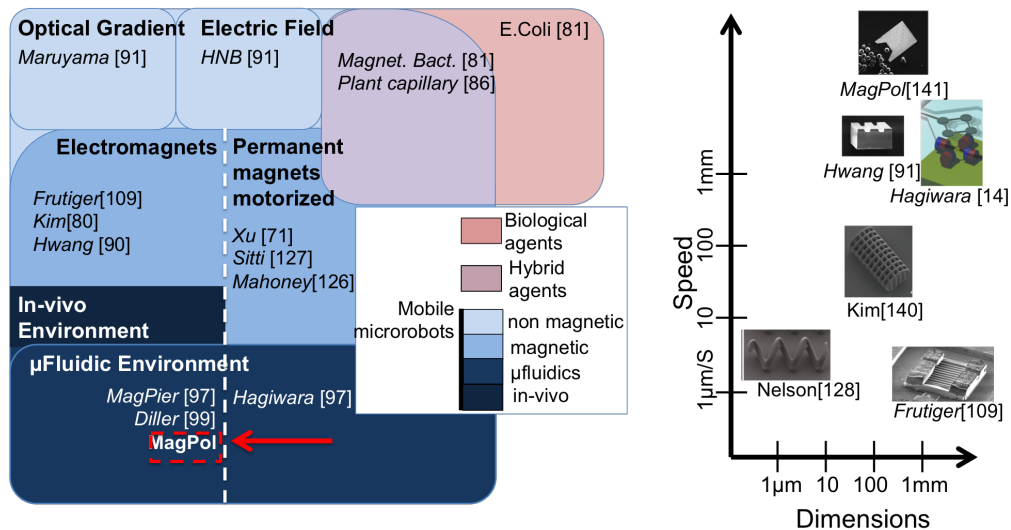 Optical Gradient
Maruyama [91]
Electric Field
HNB [91]
E.Coli [81]
Magnet. Bact. [81]
Plant capillary [86]
Electromagnets
Frutiger[109]
Kim[80]
Hwang [90]
Permanent
magnets
motorized
Xu [71]
Sitti [127]
Mahoney[126]
In-vivo
Environment
µFluidic Environment
MagPier [97]
Diller [99]
MagPol
Hagiwara [97]
Biological
agents
Hybrid
agents
Mobile
microrobots
non magnetic
magnetic
µfluidics
in-vivo
Speed
1mm
100
10
1µm/S
MagPol[141]
Hwang [91]
Hagiwara [14]
Kim[140]
Nelson[128]
Frutiger[109]
1µm
10
100
1mm
Dimensions